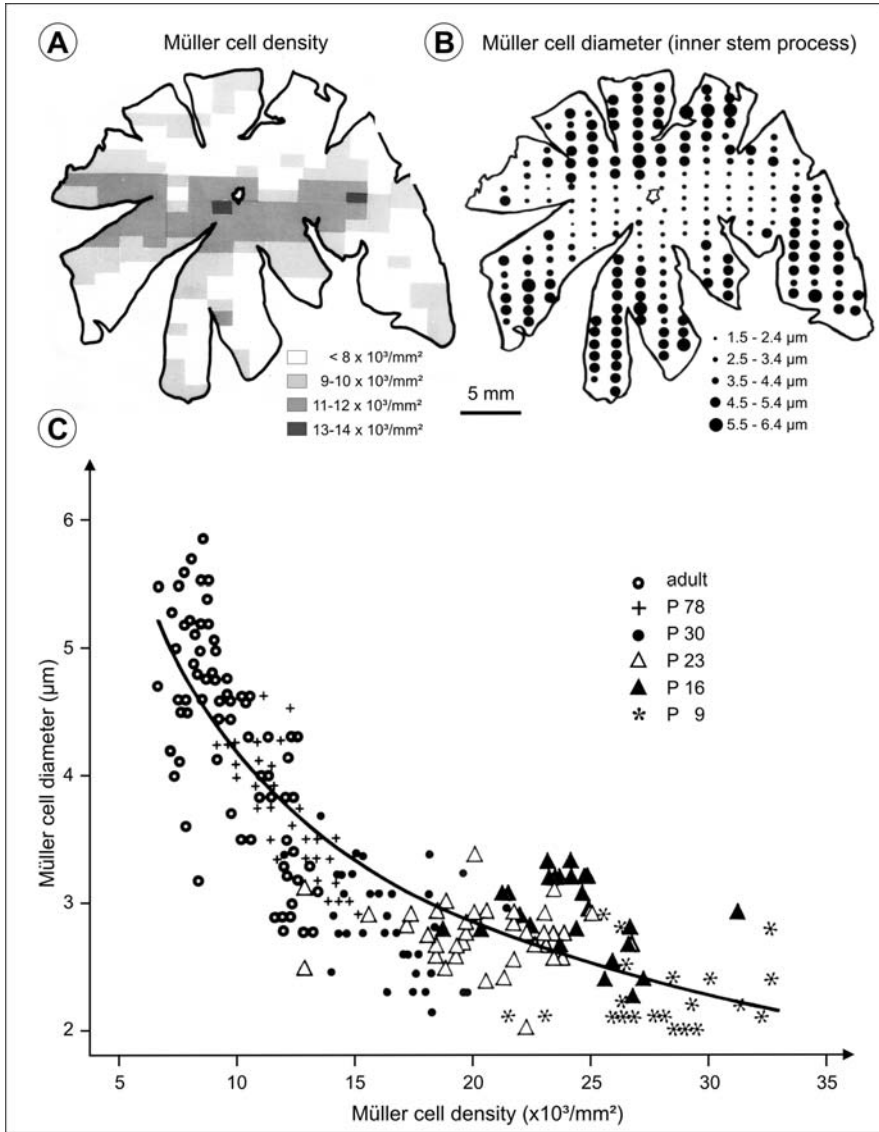 A Müller cell density
B Müller cell diameter (inner stem process)
< 8 x 10³/mm²
9-10 x 10³/mm²
11-12 x 10³/mm²
13-14 x 10³/mm²
5 mm
1.5 - 2.4 µm
2.5 - 3.4 µm
3.5 - 4.4 µm
4.5 - 5.4 µm
5.5 - 6.4 µm
C
Müller cell diameter (µm)
6
5
4
3
2
adult
P 78
P 30
P 23
P 16
P 9
5 10 15 20 25 30 35
Müller cell density (x10³/mm²)